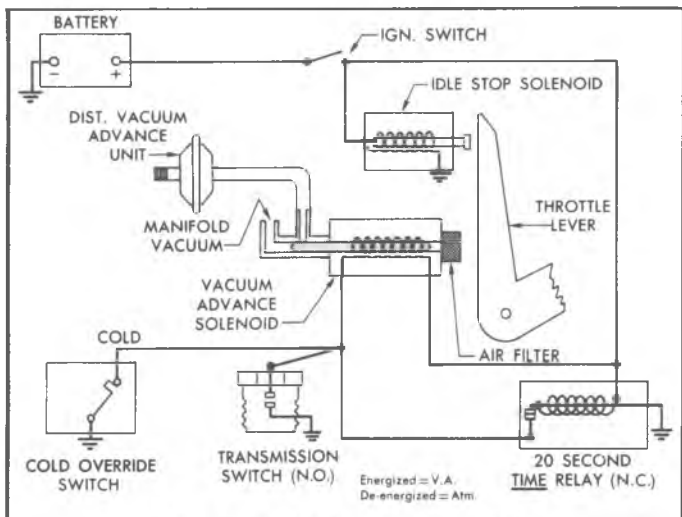 BATTERY
IGN. SWITCH
- +
IDLE STOP SOLENOID
DIST. VACUUM
ADVANCE
UNIT
MANIFOLD
VACUUM
THROTTLE
LEVER
VACUUM
ADVANCE
SOLENOID
COLD
AIR FILTER
COLD OVERRIDE
SWITCH
TRANSMISSION
SWITCH (N.O.)
Energized = V.A.
De-energized = Atm.
20 SECOND
TIME RELAY (N.C.)